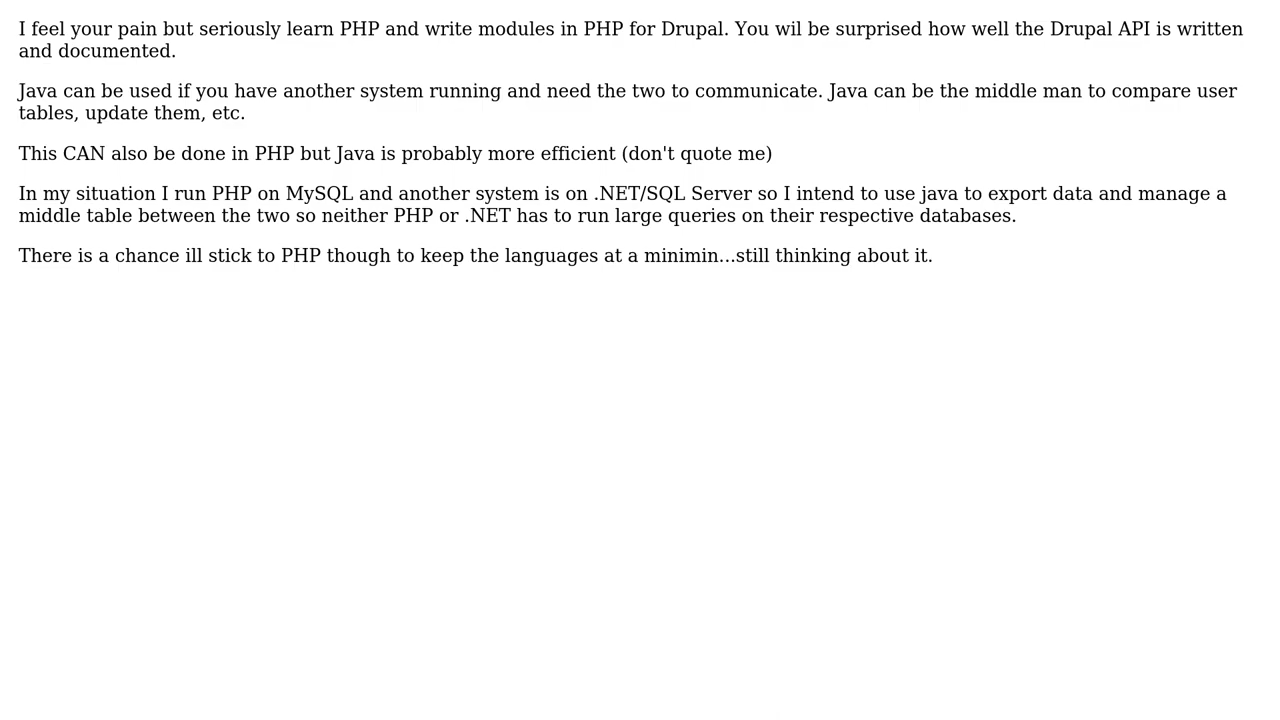 I feel your pain but seriously learn PHP and write modules in PHP for Drupal. You wil be surprised how well the Drupal API is written
and documented.
Java can be used if you have another system running and need the two to communicate. Java can be the middle man to compare user
tables, update them, etc.
This CAN also be done in PHP but Java is probably more efficient (don't quote me)
In my situation I run PHP on MySQL and another system is on .NET/SQL Server so I intend to use java to export data and manage a
middle table between the two so neither PHP or .NET has to run large queries on their respective databases.
There is a chance ill stick to PHP though to keep the languages at a minimin...still thinking about it.